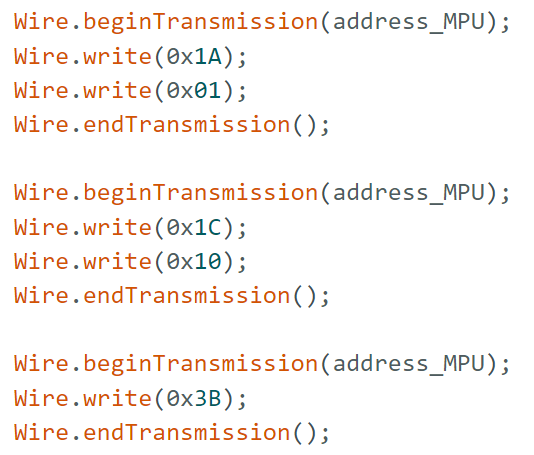 Wire.beginTransmission(address_MPU);
Wire.write(0x1A);
Wire.write(0x01);
Wire.endTransmission();
Wire.beginTransmission(address_MPU);
Wire.write(0x1C);
Wire.write(0x10);
Wire.endTransmission();
Wire.beginTransmission(address_MPU);
Wire.write(0x3B);
Wire.endTransmission();